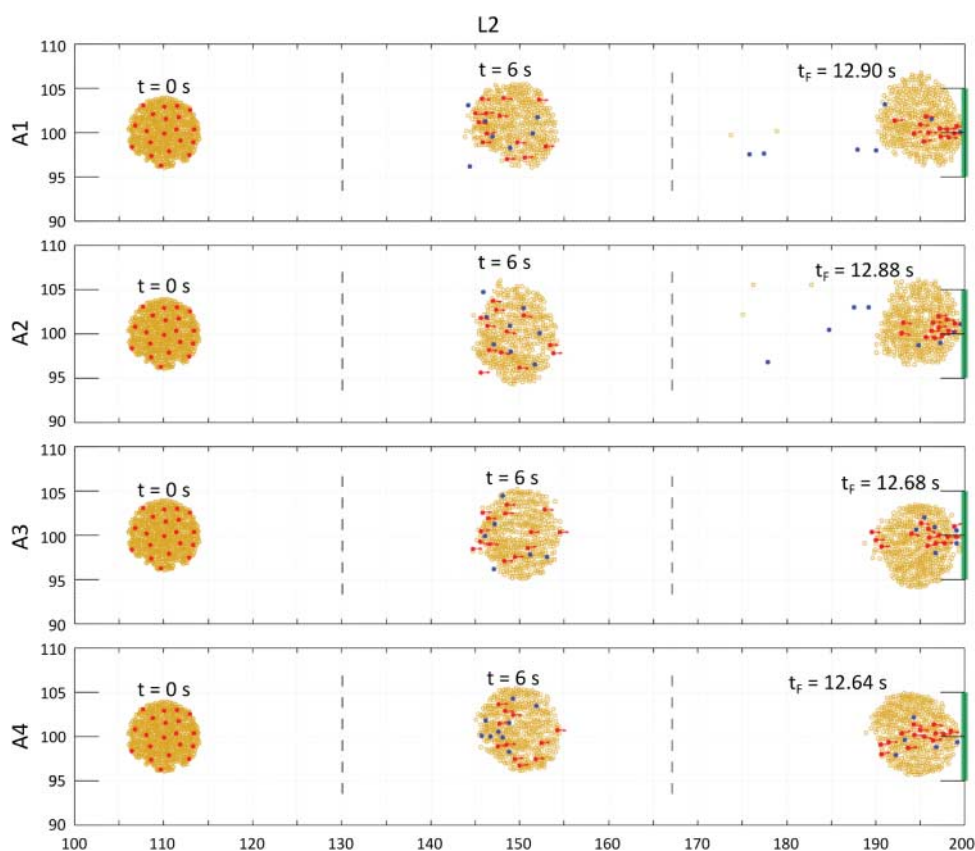 L2
A1
110
105
100
95
90
t = 0 s
t = 6 s
t_F = 12.90 s
A2
110
105
100
95
90
t = 0 s
t = 6 s
t_F = 12.88 s
A3
110
105
100
95
90
t = 0 s
t = 6 s
t_F = 12.68 s
A4
110
105
100
95
90
t = 0 s
t = 6 s
t_F = 12.64 s
100 110 120 130 140 150 160 170 180 190 200